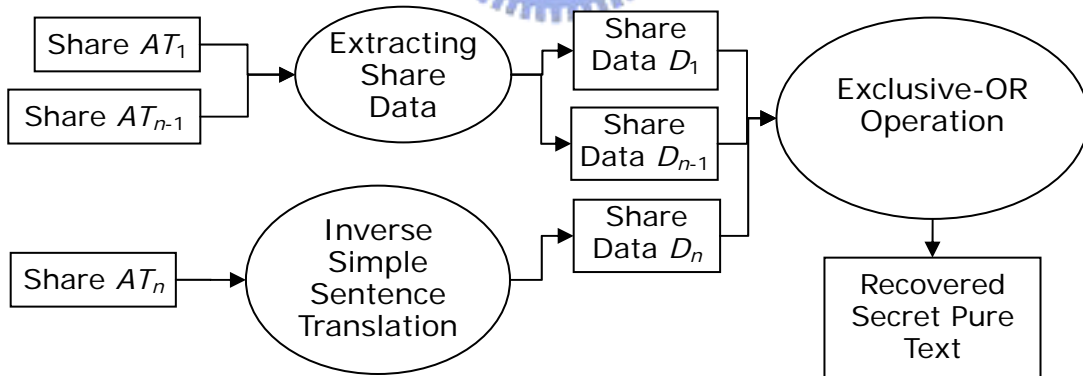 Share AT1
Share ATn-1
Extracting
Share
Data
Share
Data D1
Share
Data Dn-1
Exclusive-OR
Operation
Share ATn
Inverse
Simple
Sentence
Translation
Share
Data Dn
Recovered
Secret Pure
Text